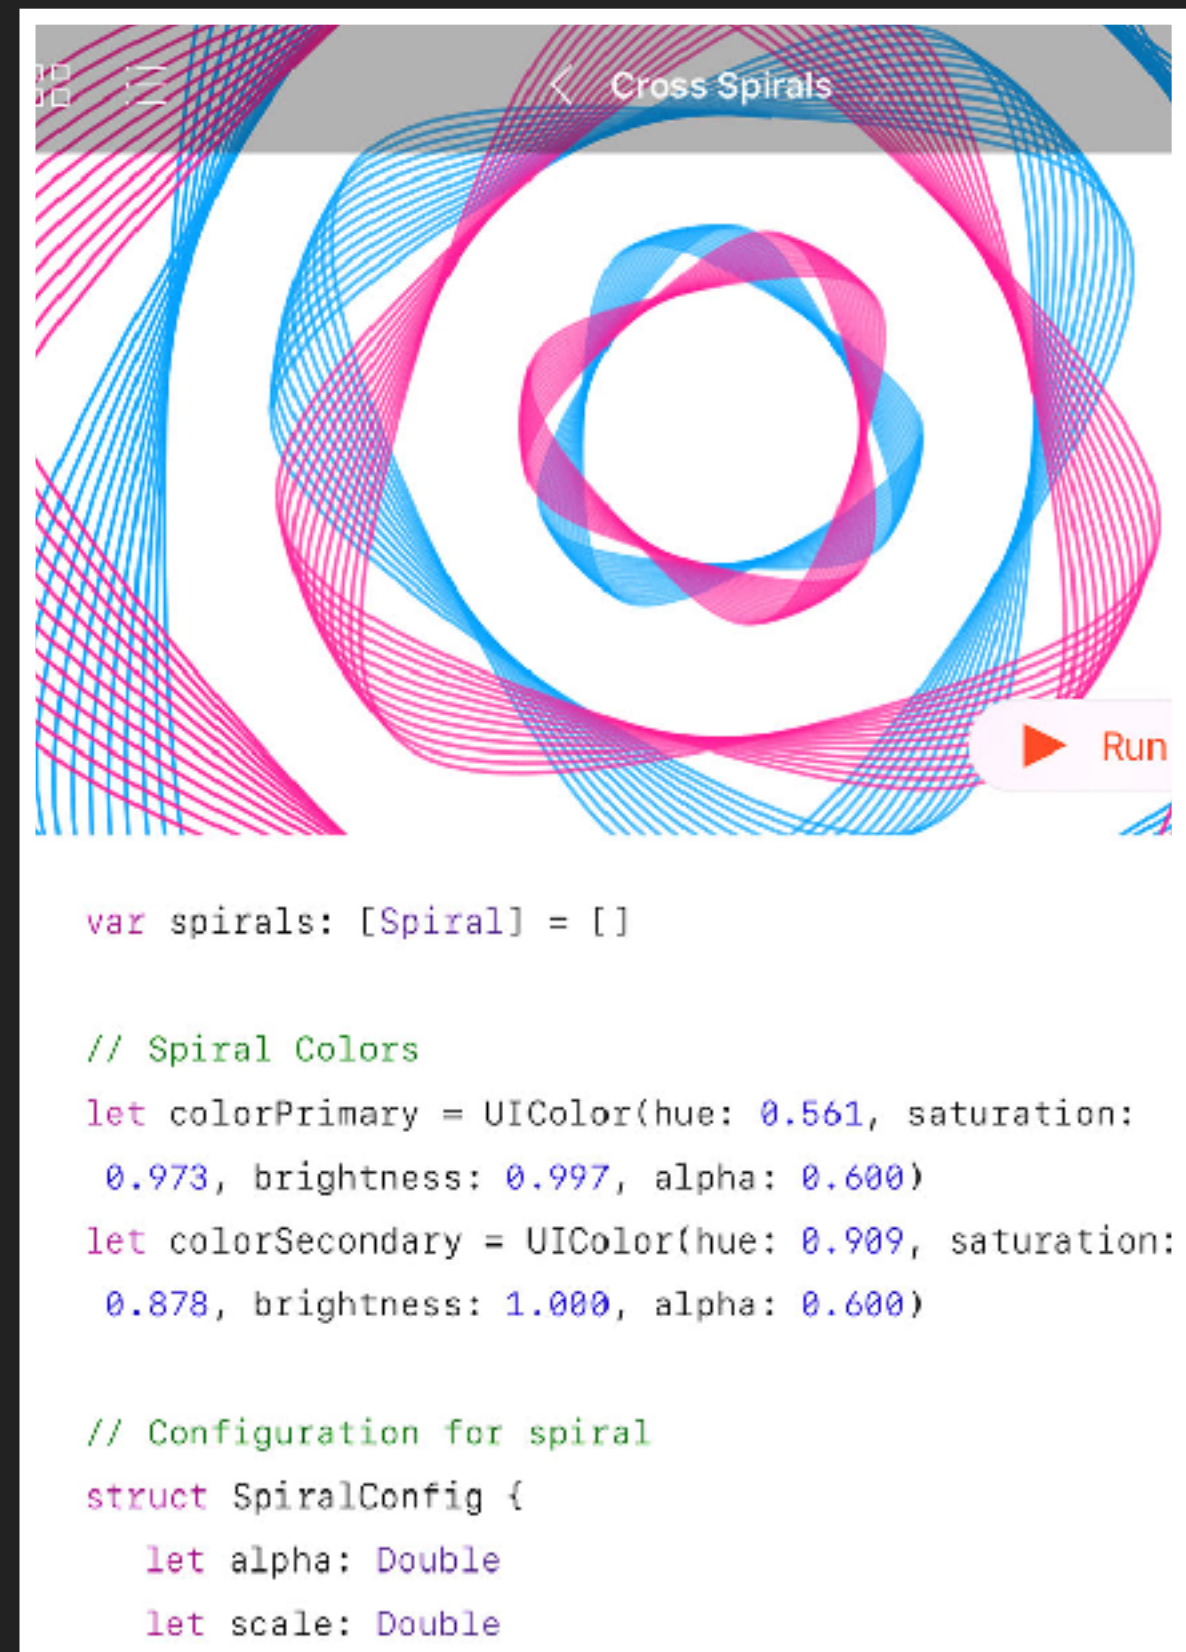 Cross Spirals
Run
var spirals: [Spiral] = []
// Spiral Colors
let colorPrimary = UIColor(hue: 0.561, saturation:
0.973, brightness: 0.997, alpha: 0.600)
let colorSecondary = UIColor(hue: 0.909, saturation:
0.878, brightness: 1.000, alpha: 0.600)
// Configuration for spiral
struct SpiralConfig {
let alpha: Double
let scale: Double